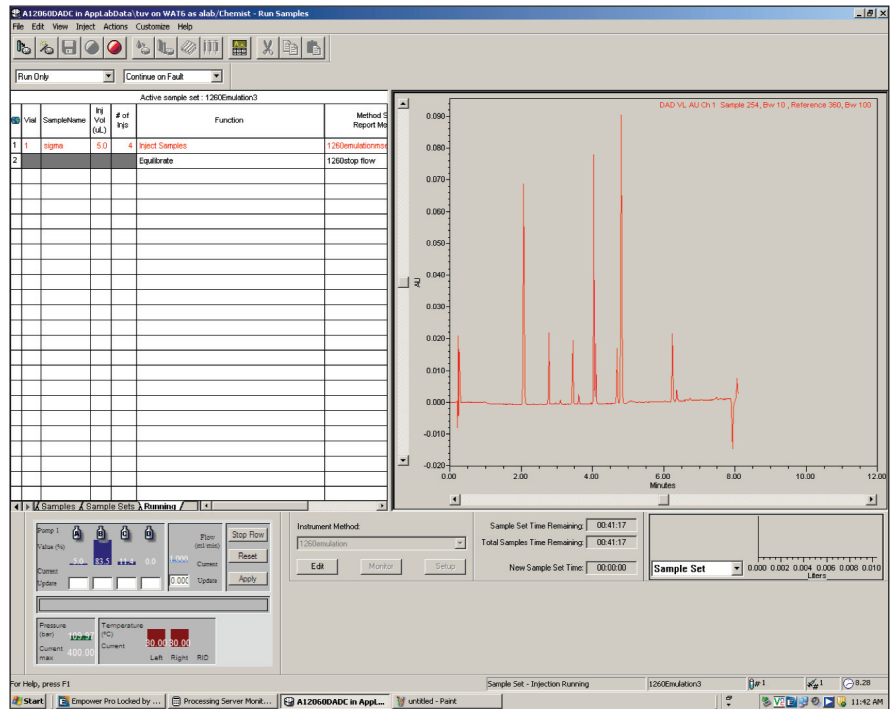 A12060DADC in AppLabData\tuv on WAT6 as alab/Chemist - Run Samples
File Edit View Inject Actions Customize Help
Run Only Continue on Fault
Active sample set : 1260Emulation3
Vial SampleName Inj Vol (uL) # of Injs Function Method S Report Me
1 1 sigma 5.0 4 Inject Samples 1260emulationmse
2 Equilibrate 1260stop flow
Samples Sample Sets Running
DAD VL AU Ch 1 Sample 254, Bw 10 , Reference 360, Bw 100
AU
0.090
0.080
0.070
0.060
0.050
0.040
0.030
0.020
0.010
0.000
-0.010
-0.020
0.00 2.00 4.00 6.00 8.00 10.00 12.00
Minutes
Pump 1 A B C D Flow (ml/min) Stop Flow
Value (%)
Current 5.0 83.5 11.4 0.0 1.000 Current Reset
Update 0.000 Update Apply
Pressure (bar) 109.97
Current max 400.00
Temperature (°C)
Current 30.00 30.00
Left Right RID
Instrument Method:
1260emulation
Edit Monitor Setup
Sample Set Time Remaining: 00:41:17
Total Samples Time Remaining: 00:41:17
New Sample Set Time: 00:00:00
Sample Set
0.000 0.002 0.004 0.006 0.008 0.010
Liters
For Help, press F1
Sample Set - Injection Running 1260Emulation3 # 1 1 8.28
Start Empower Pro Locked by ... Processing Server Monit... A12060DADC in AppL... untitled - Paint 11:42 AM